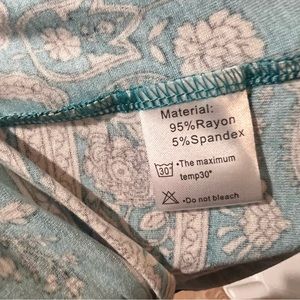 Material:
95%Rayon
5%Spandex
30°
•The maximum
temp30°
•Do not bleach